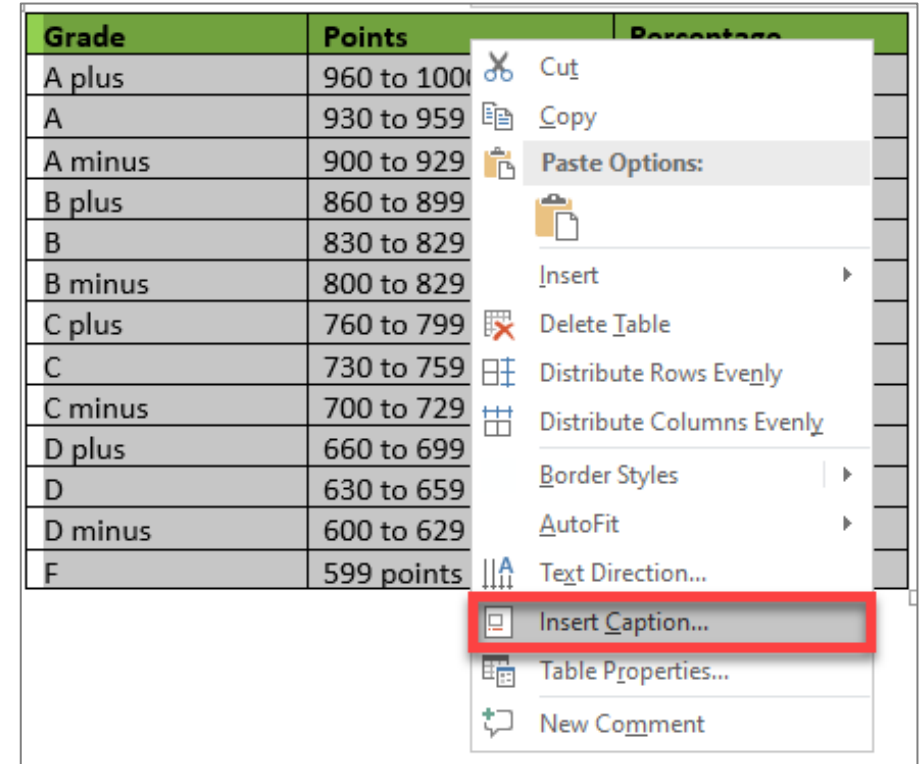 Grade Points Percentage
A plus 960 to 1000
A 930 to 959
A minus 900 to 929
B plus 860 to 899
B 830 to 829
B minus 800 to 829
C plus 760 to 799
C 730 to 759
C minus 700 to 729
D plus 660 to 699
D 630 to 659
D minus 600 to 629
F 599 points
Cut
Copy
Paste Options:
Insert
Delete Table
Distribute Rows Evenly
Distribute Columns Evenly
Border Styles
AutoFit
Text Direction...
Insert Caption...
Table Properties...
New Comment